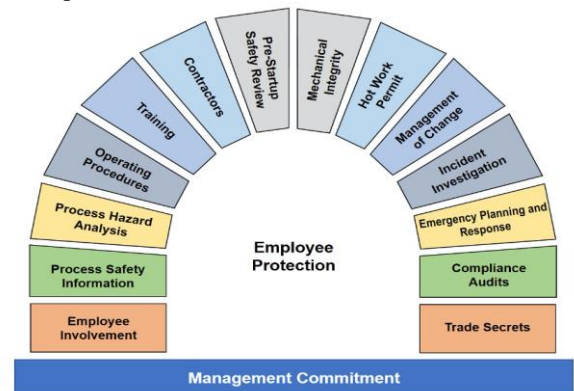 Pre-Startup
Safety Review
Mechanical
Integrity
Contractors
Hot Work
Permit
Training
Management
of Change
Operating
Procedures
Incident
Investigation
Process Hazard
Analysis
Emergency Planning and
Response
Employee
Protection
Process Safety
Information
Compliance
Audits
Employee
Involvement
Trade Secrets
Management Commitment